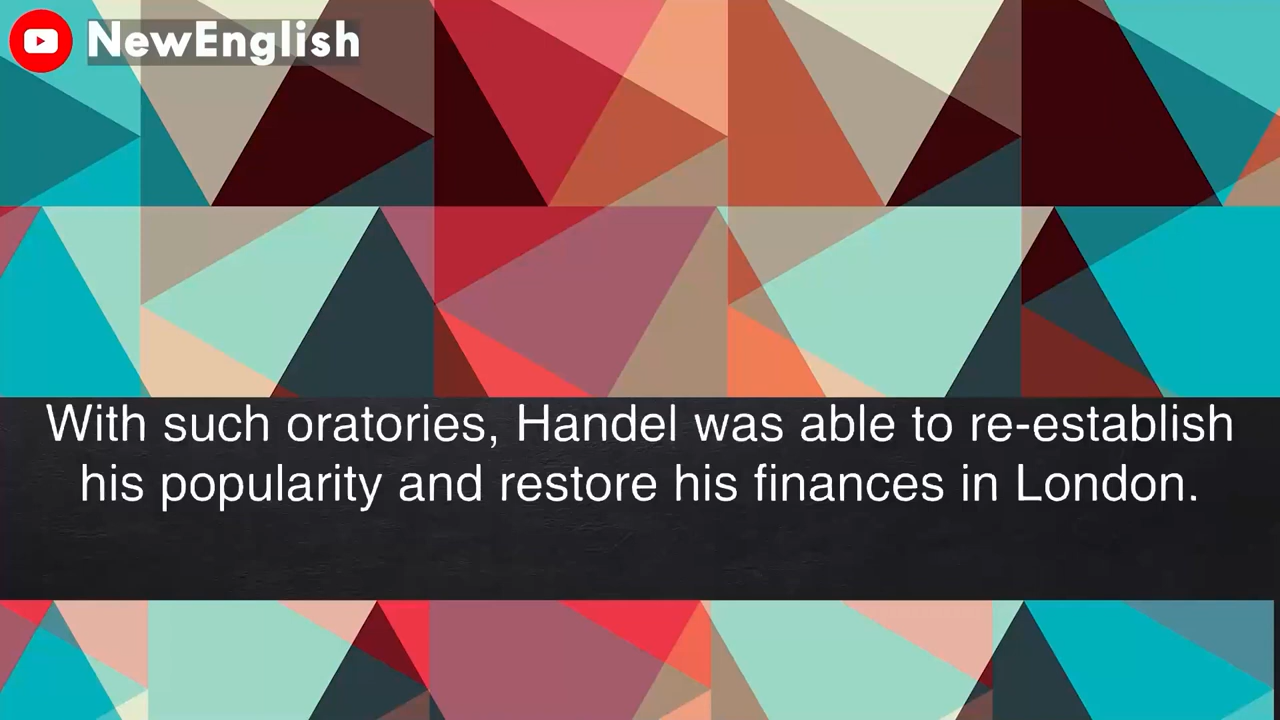 NewEnglish
With such oratories, Handel was able to re-establish
his popularity and restore his finances in London.